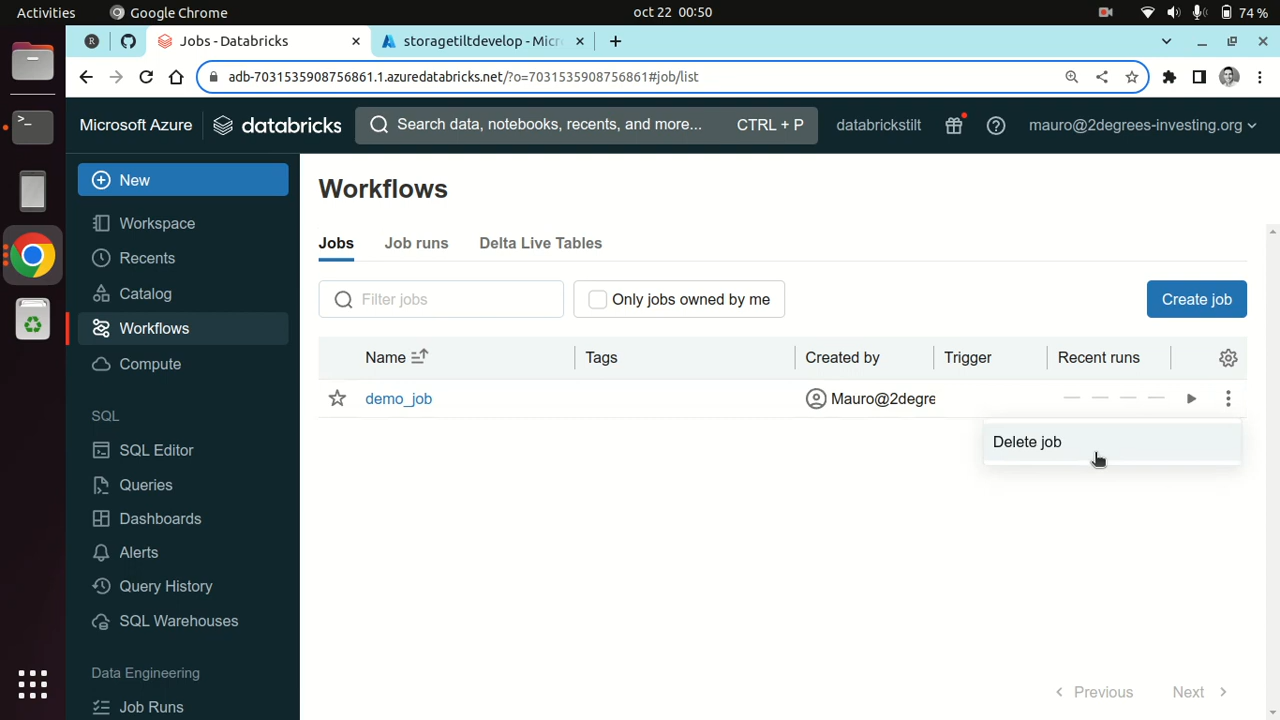 Activities Google Chrome oct 22 00:50 74 %
Jobs - Databricks storagetiltdevelop - Micr
adb-7031535908756861.1.azuredatabricks.net/?o=7031535908756861#job/list
Microsoft Azure databricks Search data, notebooks, recents, and more... CTRL + P databrickstilt mauro@2degrees-investing.org
New
Workspace
Recents
Catalog
Workflows
Compute
SQL
SQL Editor
Queries
Dashboards
Alerts
Query History
SQL Warehouses
Data Engineering
Job Runs
Workflows
Jobs Job runs Delta Live Tables
Filter jobs Only jobs owned by me Create job
Name Tags Created by Trigger Recent runs
demo_job Mauro@2degre
Delete job
Previous Next